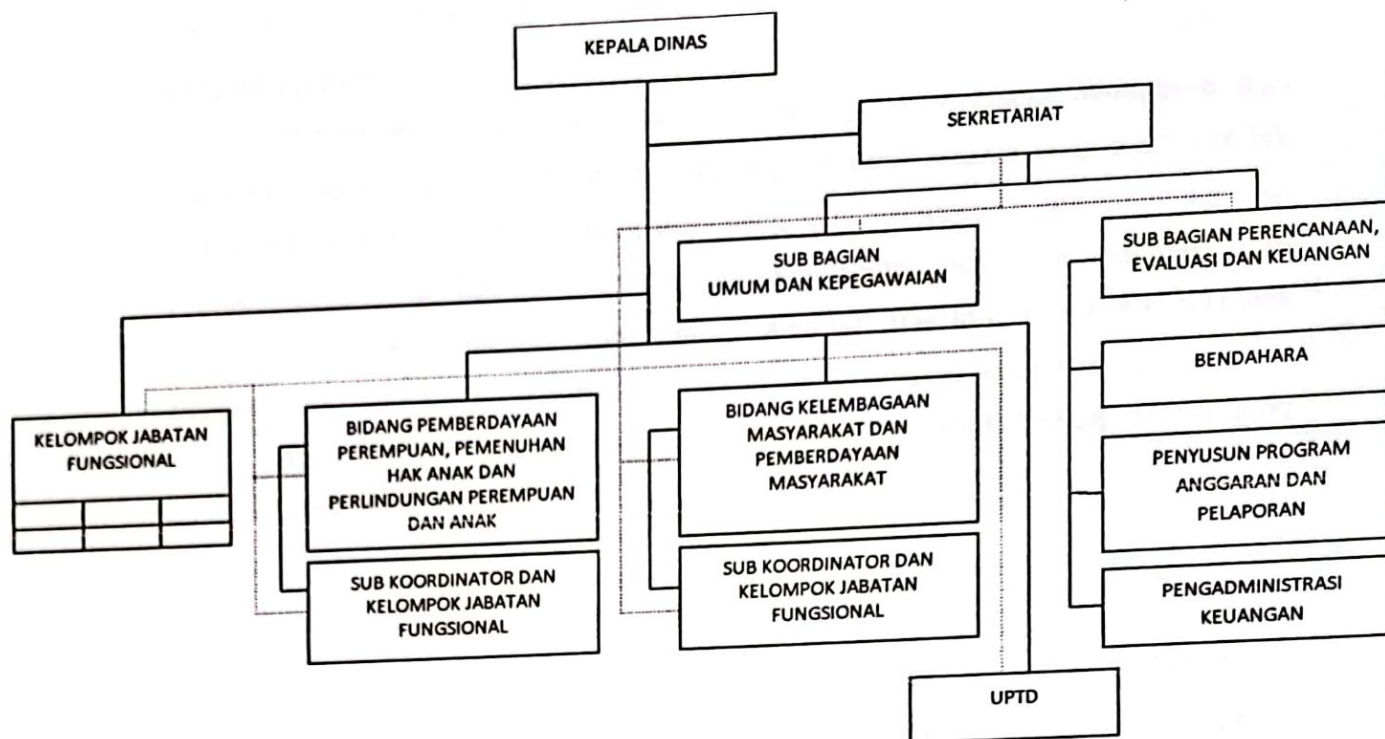 KEPALA DINAS
SEKRETARIAT
SUB BAGIAN
UMUM DAN KEPEGAWAIAN
SUB BAGIAN PERENCANAAN,
EVALUASI DAN KEUANGAN
BENDAHARA
PENYUSUN PROGRAM
ANGGARAN DAN
PELAPORAN
PENGADMINISTRASI
KEUANGAN
KELOMPOK JABATAN
FUNGSIONAL
BIDANG PEMBERDAYAAN
PEREMPUAN, PEMENUHAN
HAK ANAK DAN
PERLINDUNGAN PEREMPUAN
DAN ANAK
SUB KOORDINATOR DAN
KELOMPOK JABATAN
FUNGSIONAL
BIDANG KELEMBAGAAN
MASYARAKAT DAN
PEMBERDAYAAN
MASYARAKAT
SUB KOORDINATOR DAN
KELOMPOK JABATAN
FUNGSIONAL
UPTD